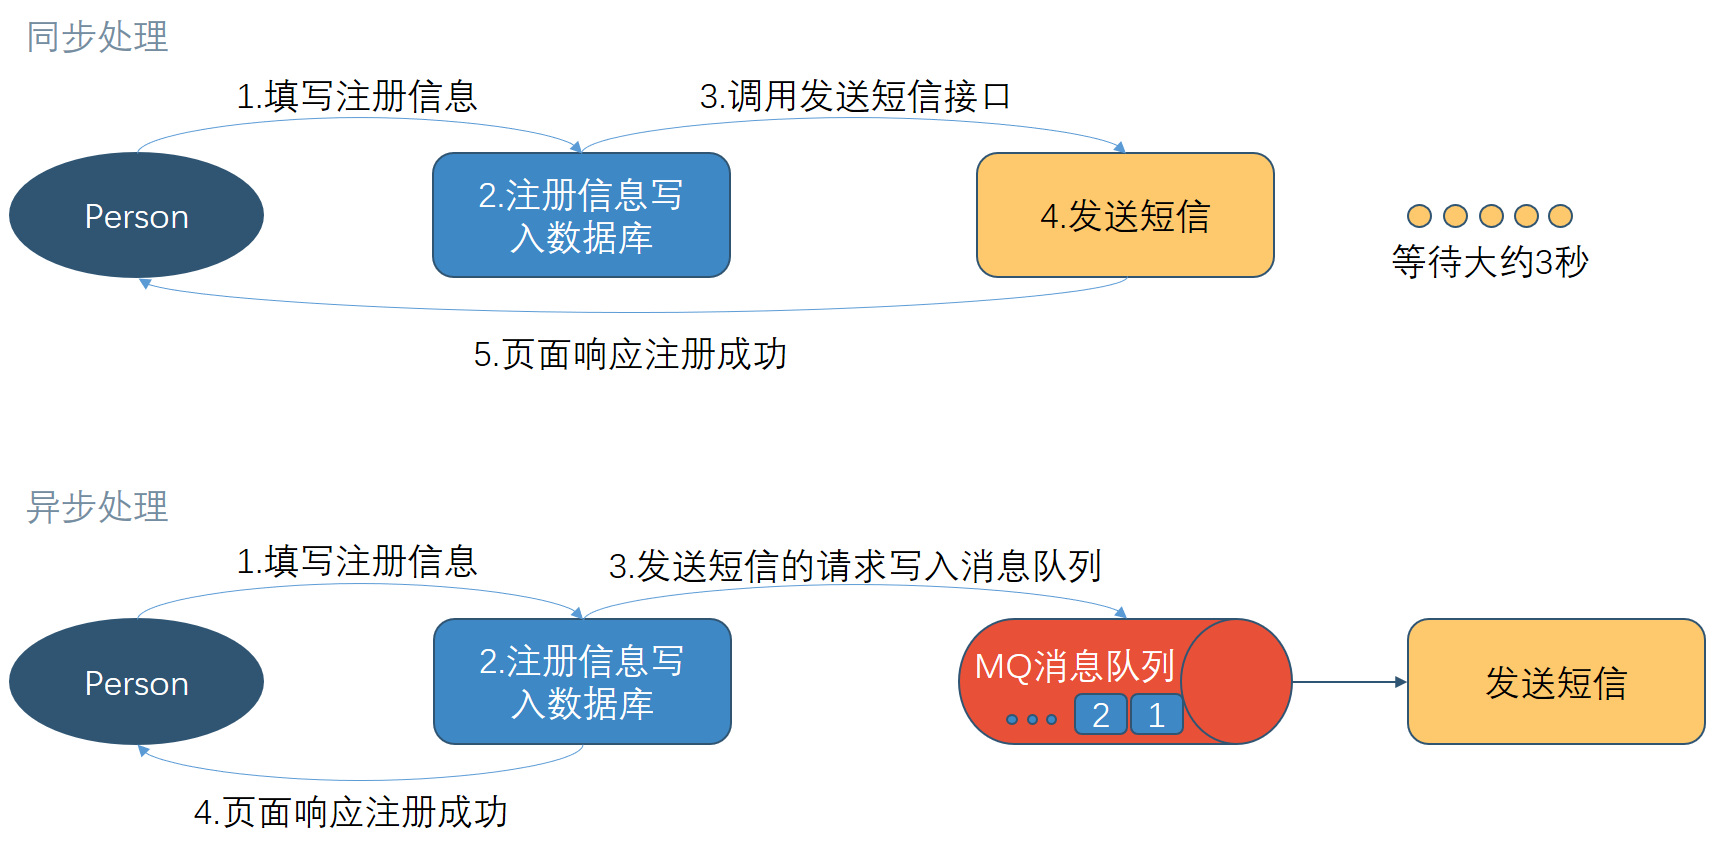 同步处理
1.填写注册信息
3.调用发送短信接口
Person
2.注册信息写
入数据库
4.发送短信
等待大约3秒
5.页面响应注册成功
异步处理
1.填写注册信息
3.发送短信的请求写入消息队列
Person
2.注册信息写
入数据库
MQ消息队列
2
1
发送短信
4.页面响应注册成功